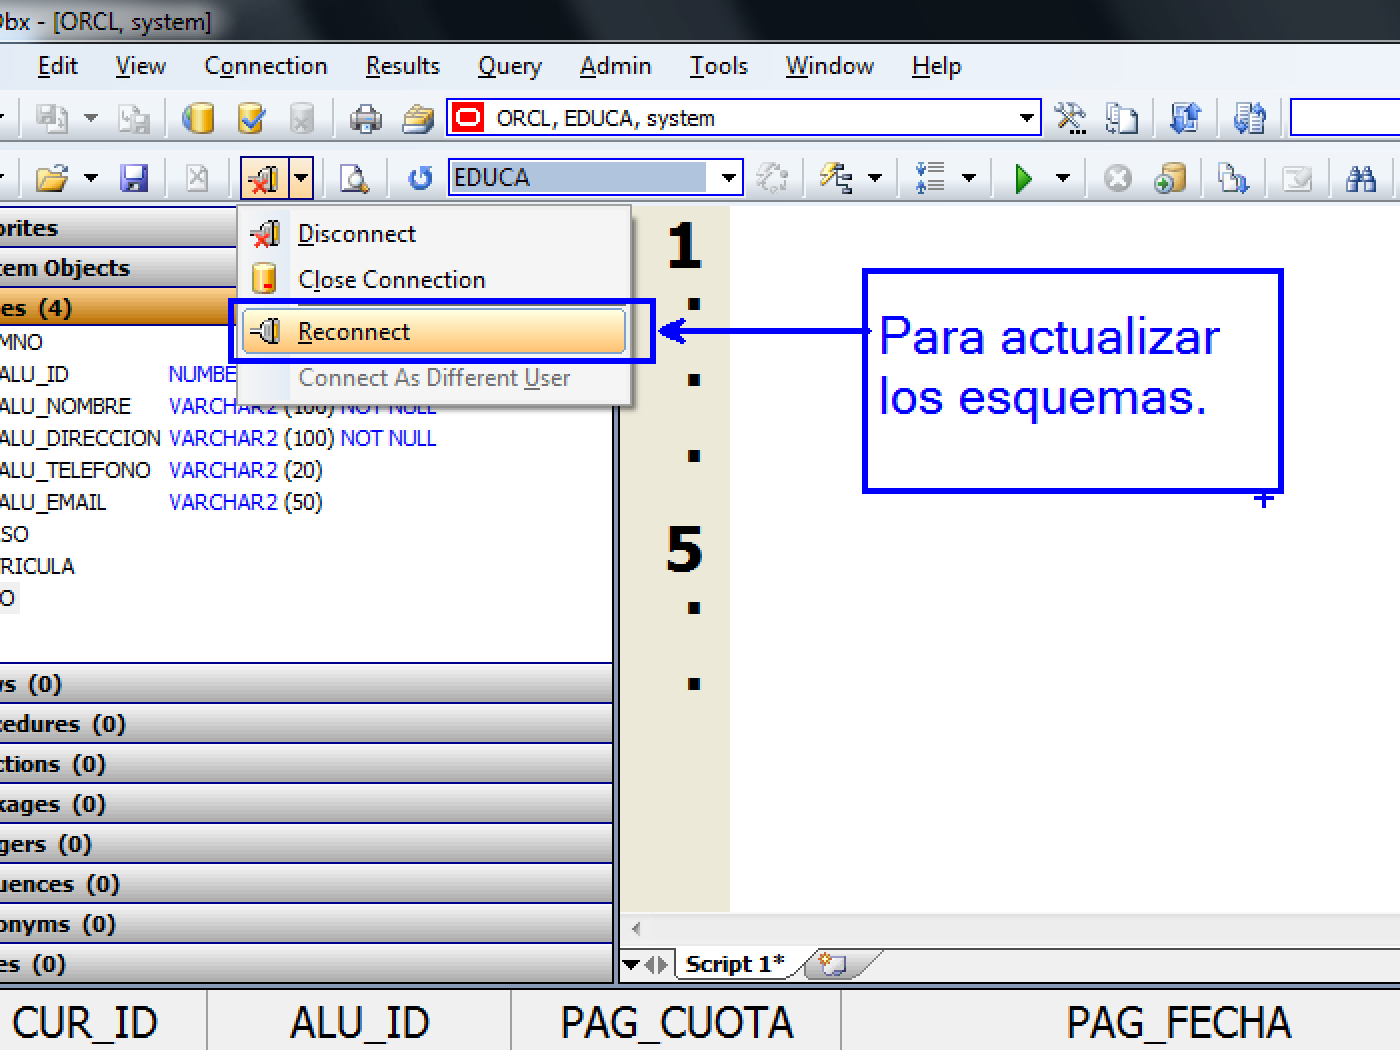 Dbx - [ORCL, system]
Edit View Connection Results Query Admin Tools Window Help
ORCL, EDUCA, system
EDUCA
orites
tem Objects
es (4)
Disconnect
Close Connection
Reconnect
Connect As Different User
MNO
ALU_ID NUMBE
ALU_NOMBRE VARCHAR2 (100) NOT NULL
ALU_DIRECCION VARCHAR2 (100) NOT NULL
ALU_TELEFONO VARCHAR2 (20)
ALU_EMAIL VARCHAR2 (50)
SO
RICULA
O
s (0)
cedures (0)
ctions (0)
kages (0)
gers (0)
uences (0)
onyms (0)
es (0)
1
5
Para actualizar
los esquemas.
Script 1*
CUR_ID ALU_ID PAG_CUOTA PAG_FECHA